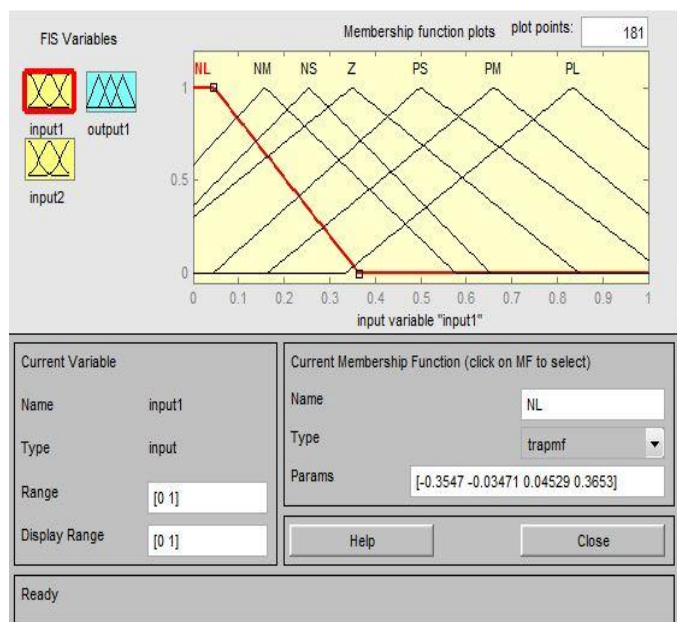 FIS Variables
Membership function plots
plot points:
181
NL NM NS Z PS PM PL
1
0.5
0
input1
output1
input2
0 0.1 0.2 0.3 0.4 0.5 0.6 0.7 0.8 0.9 1
input variable "input1"
Current Variable
Name input1
Type input
Range [0 1]
Display Range [0 1]
Current Membership Function (click on MF to select)
Name NL
Type trapmf
Params [-0.3547 -0.03471 0.04529 0.3653]
Help
Close
Ready